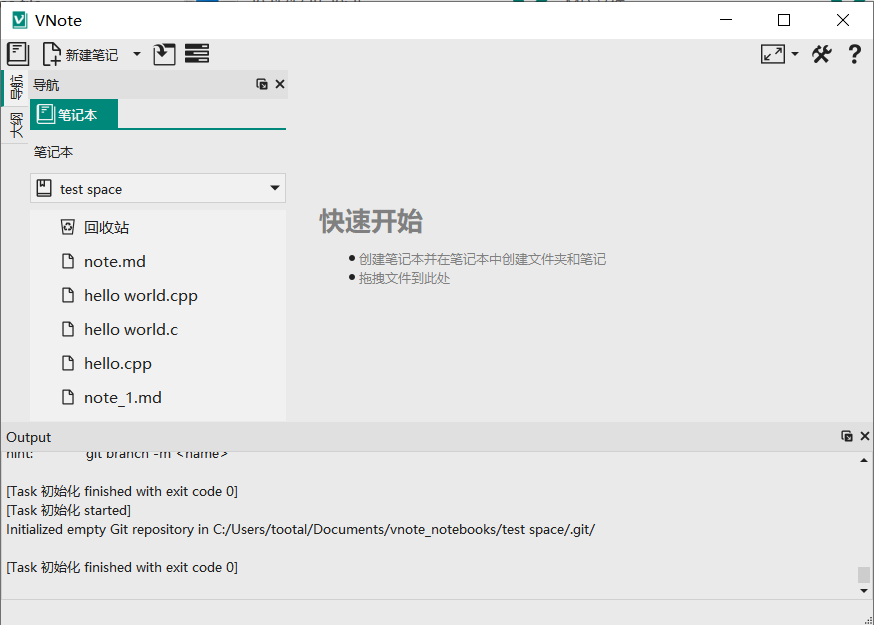 VNote
新建笔记
导航
大纲
导航
笔记本
笔记本
test space
回收站
note.md
hello world.cpp
hello world.c
hello.cpp
note_1.md
快速开始
创建笔记本并在笔记本中创建文件夹和笔记
拖拽文件到此处
Output
hint: git branch -m <name>
[Task 初始化 finished with exit code 0]
[Task 初始化 started]
Initialized empty Git repository in C:/Users/tootal/Documents/vnote_notebooks/test space/.git/
[Task 初始化 finished with exit code 0]